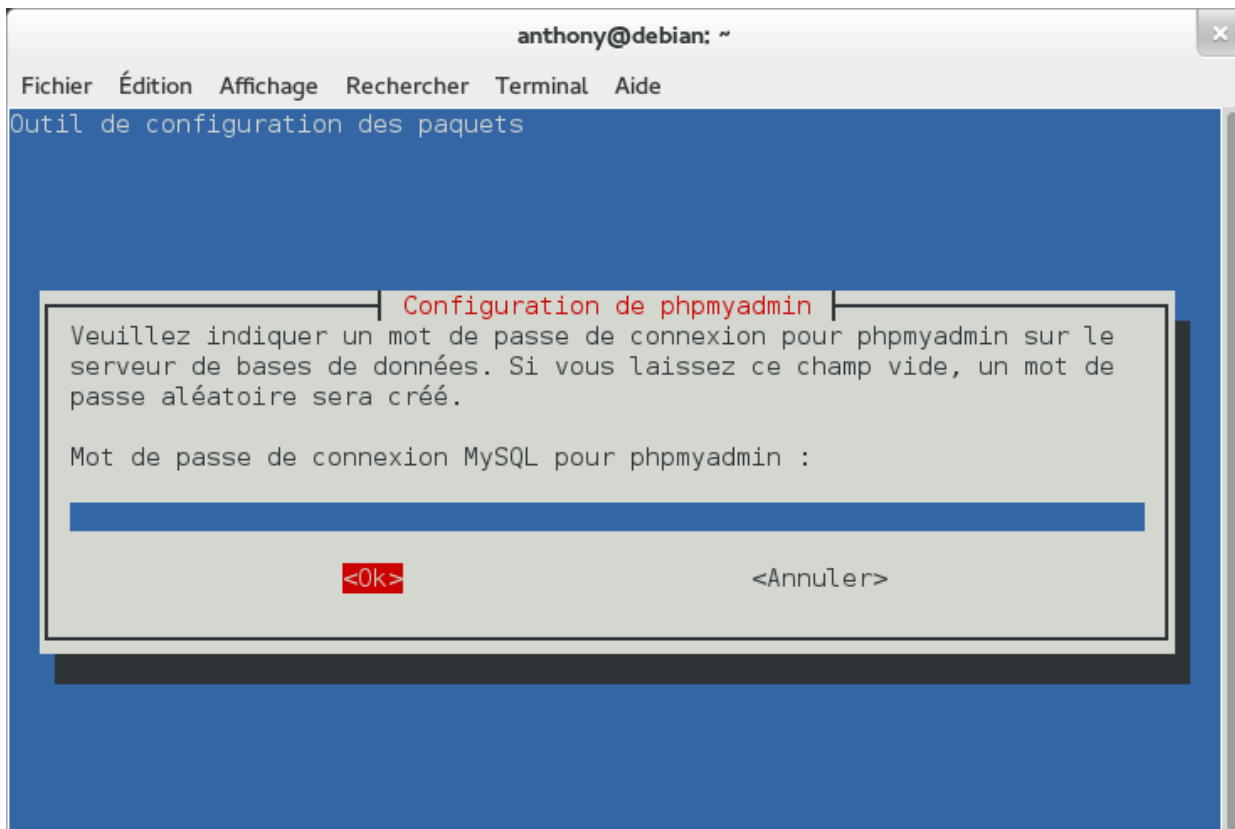 anthony@debian: ~
×
Fichier Édition Affichage Rechercher Terminal Aide
Outil de configuration des paquets
Configuration de phpmyadmin
Veuillez indiquer un mot de passe de connexion pour phpmyadmin sur le
serveur de bases de données. Si vous laissez ce champ vide, un mot de
passe aléatoire sera créé.
Mot de passe de connexion MySQL pour phpmyadmin :
<Ok> <Annuler>